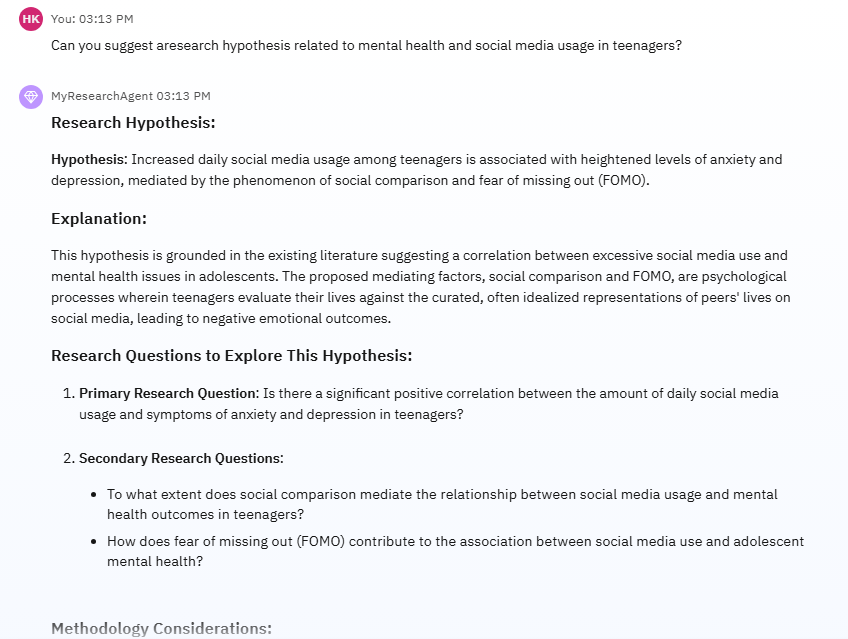 HK You: 03:13 PM
Can you suggest aresearch hypothesis related to mental health and social media usage in teenagers?
MyResearchAgent 03:13 PM
Research Hypothesis:
Hypothesis: Increased daily social media usage among teenagers is associated with heightened levels of anxiety and
depression, mediated by the phenomenon of social comparison and fear of missing out (FOMO).
Explanation:
This hypothesis is grounded in the existing literature suggesting a correlation between excessive social media use and
mental health issues in adolescents. The proposed mediating factors, social comparison and FOMO, are psychological
processes wherein teenagers evaluate their lives against the curated, often idealized representations of peers' lives on
social media, leading to negative emotional outcomes.
Research Questions to Explore This Hypothesis:
1. Primary Research Question: Is there a significant positive correlation between the amount of daily social media
usage and symptoms of anxiety and depression in teenagers?
2. Secondary Research Questions:
• To what extent does social comparison mediate the relationship between social media usage and mental
health outcomes in teenagers?
• How does fear of missing out (FOMO) contribute to the association between social media use and adolescent
mental health?
Methodology Considerations: